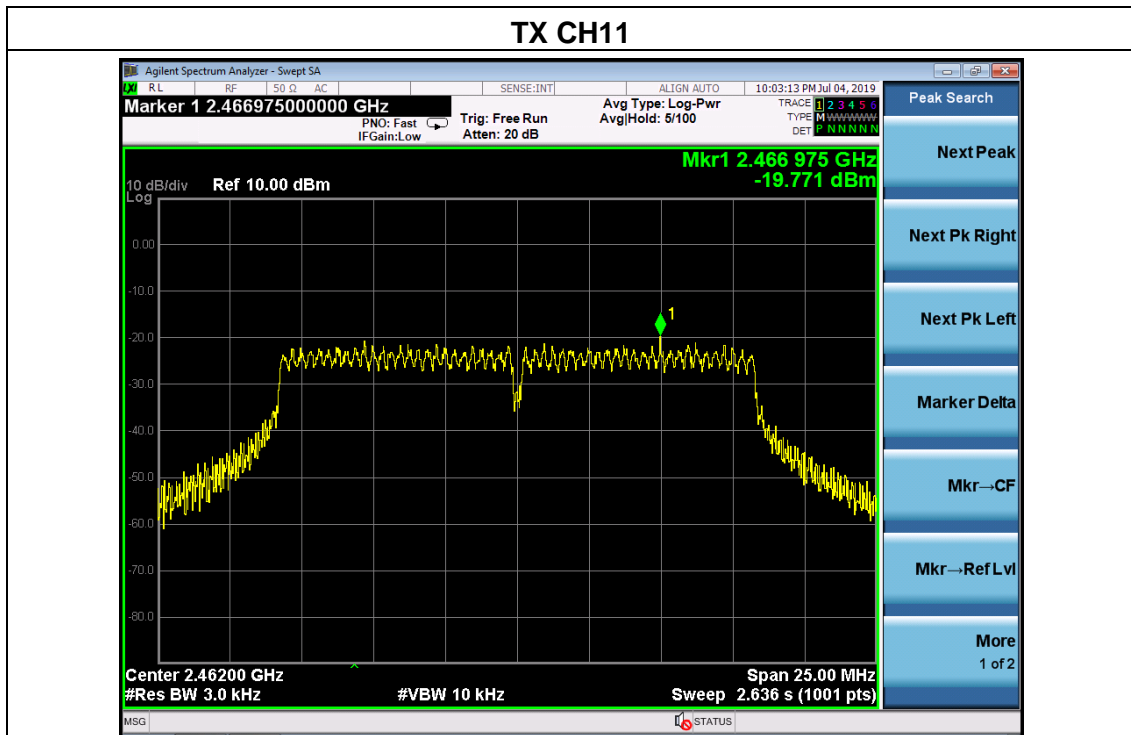 TX CH11
Agilent Spectrum Analyzer - Swept SA
RL RF 50 Ω AC SENSE:INT ALIGN AUTO 10:03:13 PM Jul 04, 2019
Marker 1 2.466975000000 GHz
PNO: Fast
IFGain:Low
Trig: Free Run
Atten: 20 dB
Avg Type: Log-Pwr
Avg|Hold: 5/100
TRACE 1 2 3 4 5 6
TYPE M WWWWW
DET P N N N N N
Mkr1 2.466 975 GHz
-19.771 dBm
10 dB/div Ref 10.00 dBm
Log
0.00
-10.0
-20.0
-30.0
-40.0
-50.0
-60.0
-70.0
-80.0
1
Center 2.46200 GHz Span 25.00 MHz
#Res BW 3.0 kHz #VBW 10 kHz Sweep 2.636 s (1001 pts)
MSG STATUS
Peak Search
Next Peak
Next Pk Right
Next Pk Left
Marker Delta
Mkr→CF
Mkr→Ref Lvl
More
1 of 2